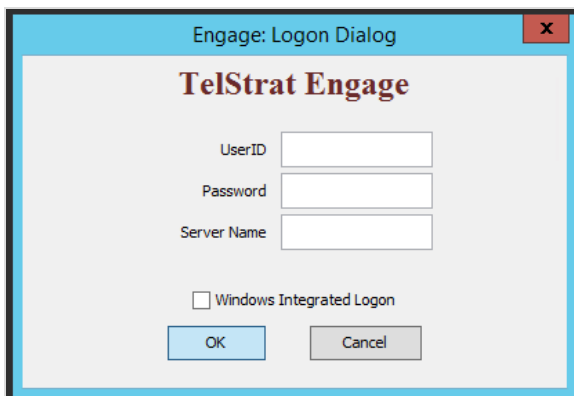 Engage: Logon Dialog
x
TelStrat Engage
UserID
Password
Server Name
Windows Integrated Logon
OK Cancel